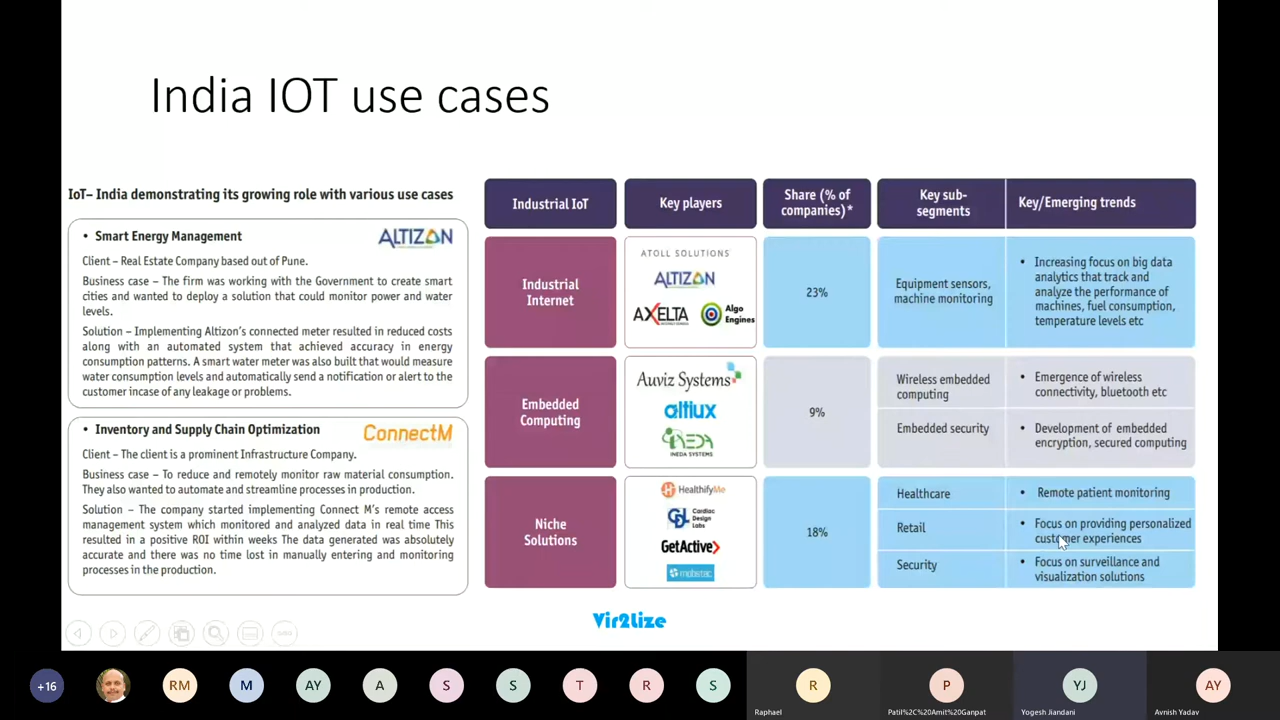 India IOT use cases
IoT– India demonstrating its growing role with various use cases
• Smart Energy Management
ALTIZON
Client – Real Estate Company based out of Pune.
Business case – The firm was working with the Government to create smart
cities and wanted to deploy a solution that could monitor power and water
levels.
Solution – Implementing Altizon's connected meter resulted in reduced costs
along with an automated system that achieved accuracy in energy
consumption patterns. A smart water meter was also built that would measure
water consumption levels and automatically send a notification or alert to the
customer incase of any leakage or problems.
• Inventory and Supply Chain Optimization
ConnectM
Client – The client is a prominent Infrastructure Company.
Business case – To reduce and remotely monitor raw material consumption.
They also wanted to automate and streamline processes in production.
Solution – The company started implementing Connect M's remote access
management system which monitored and analyzed data in real time This
resulted in a positive ROI within weeks The data generated was absolutely
accurate and there was no time lost in manually entering and monitoring
processes in the production.
Industrial IoT
Key players
Share (% of
companies)*
Key sub-
segments
Key/Emerging trends
Industrial
Internet
ATOLL SOLUTIONS
ALTIZON
AXELTA
Algo
Engines
23%
Equipment sensors,
machine monitoring
• Increasing focus on big data
analytics that track and
analyze the performance of
machines, fuel consumption,
temperature levels etc
Embedded
Computing
Auviz Systems
altiux
INEDA
INEDA SYSTEMS
9%
Wireless embedded
computing
• Emergence of wireless
connectivity, bluetooth etc
Embedded security
• Development of embedded
encryption, secured computing
Niche
Solutions
HealthifyMe
Cardiac
Design
Labs
GetActive
mobstac
18%
Healthcare
• Remote patient monitoring
Retail
• Focus on providing personalized
customer experiences
Security
• Focus on surveillance and
visualization solutions
Vir2Lize
+16
RM
M
AY
A
S
S
T
R
S
R
Raphael
P
Patil%2C%20Amit%20Ganpat
YJ
Yogesh Jiandani
AY
Avnish Yadav